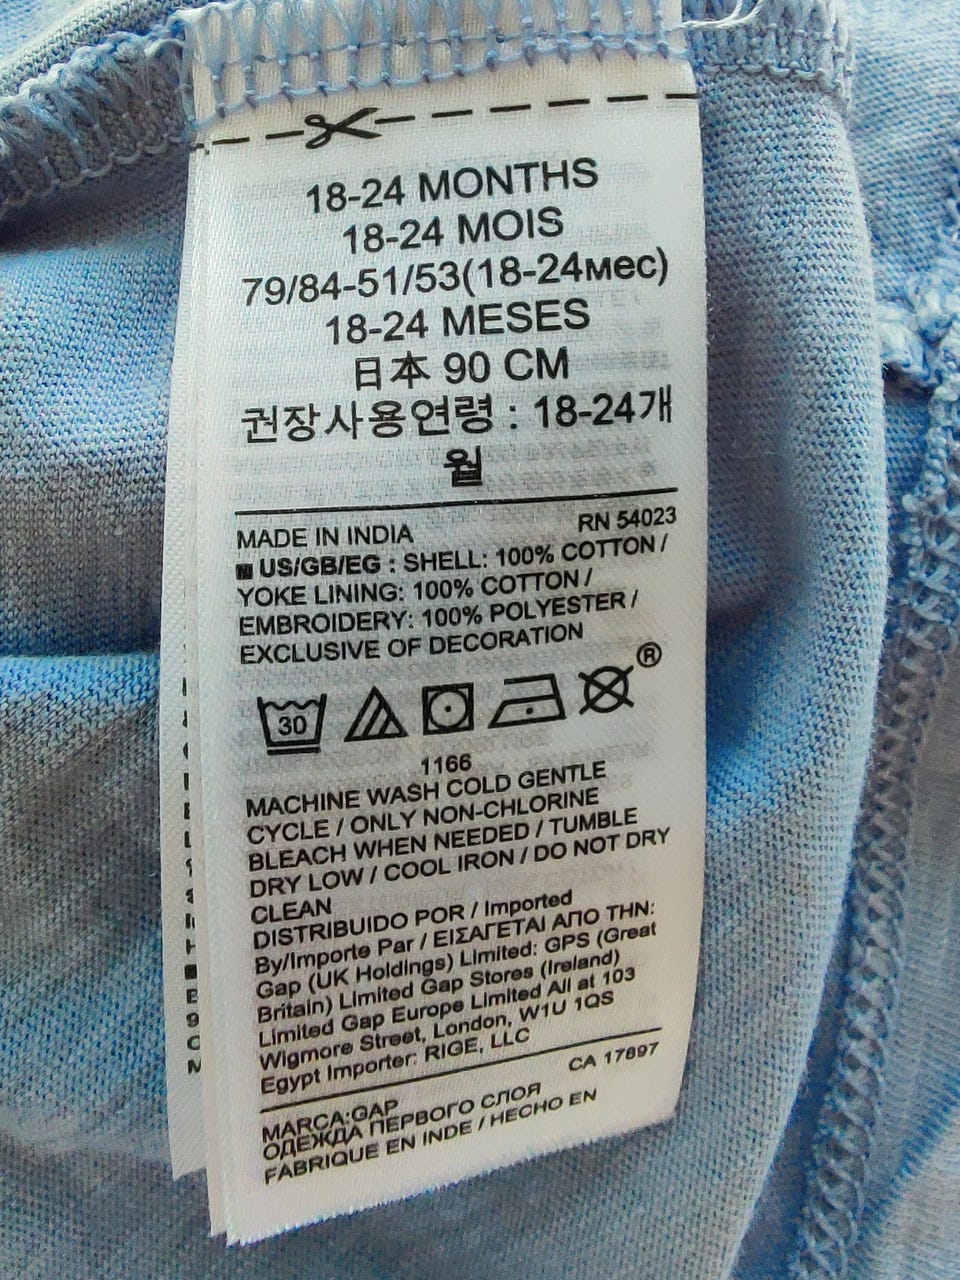 18-24 MONTHS
18-24 MOIS
79/84-51/53(18-24мес)
18-24 MESES
日本 90 CM
권장사용연령 : 18-24개
월
MADE IN INDIA RN 54023
US/GB/EG : SHELL: 100% COTTON /
YOKE LINING: 100% COTTON /
EMBROIDERY: 100% POLYESTER /
EXCLUSIVE OF DECORATION
30 ®
1166
MACHINE WASH COLD GENTLE
CYCLE / ONLY NON-CHLORINE
BLEACH WHEN NEEDED / TUMBLE
DRY LOW / COOL IRON / DO NOT DRY
CLEAN
DISTRIBUIDO POR / Imported
By/Importe Par / ΕΙΣΑΓΕΤΑΙ ΑΠΟ ΤΗΝ:
Gap (UK Holdings) Limited: GPS (Great
Britain) Limited Gap Stores (Ireland)
Limited Gap Europe Limited All at 103
Wigmore Street, London, W1U 1QS
Egypt Importer: RIGE, LLC
CA 17897
MARCA:GAP
ОДЕЖДА ПЕРВОГО СЛОЯ
FABRIQUE EN INDE / HECHO EN